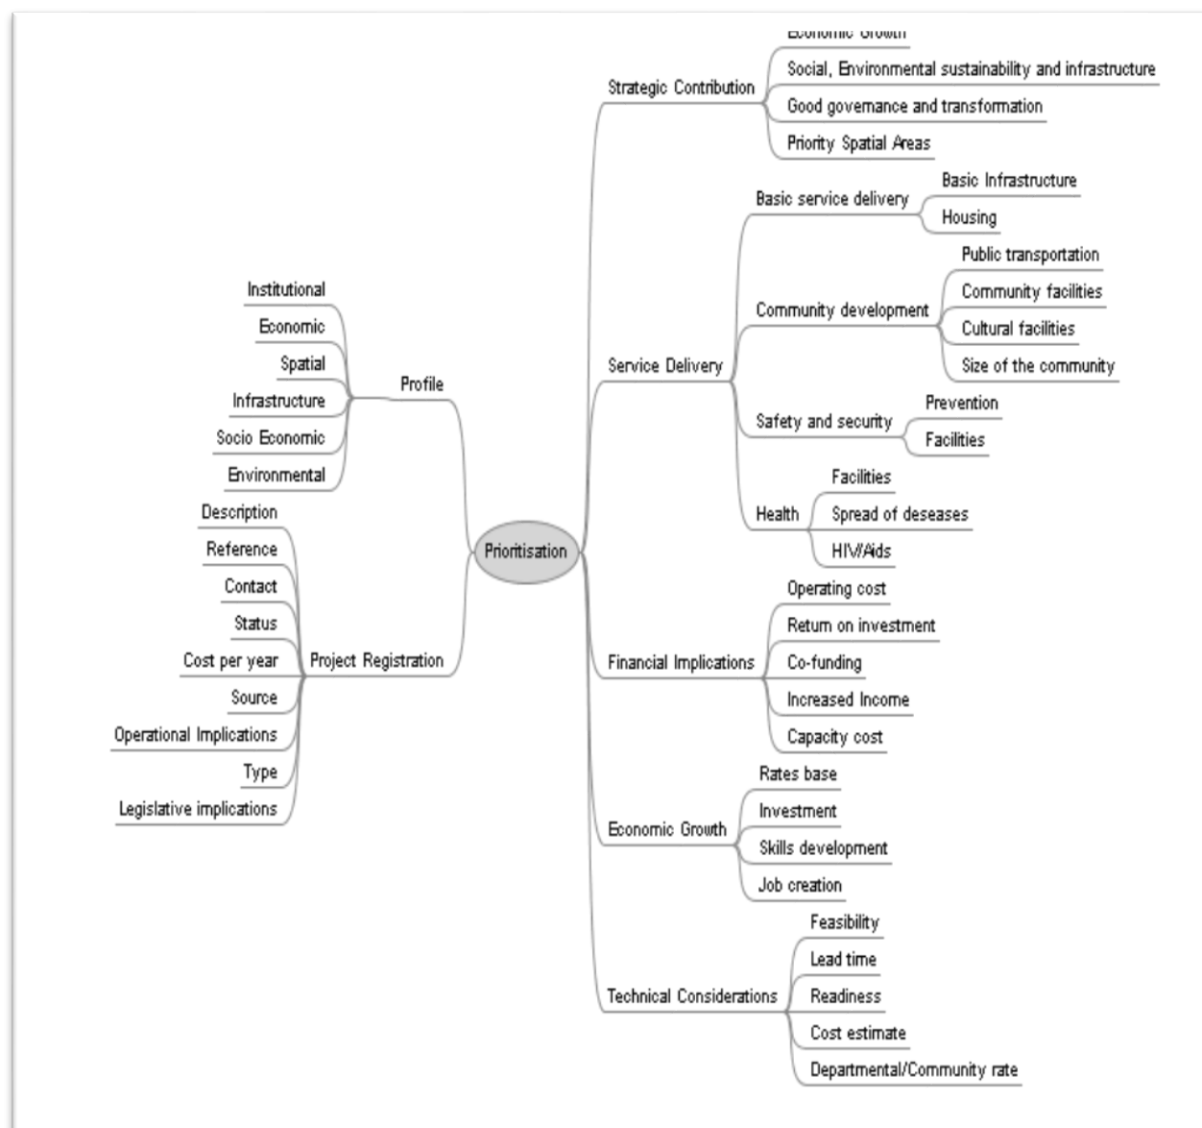 Economic Growth
Social, Environmental sustainability and infrastructure
Strategic Contribution
Good governance and transformation
Priority Spatial Areas
Basic service delivery
Basic Infrastructure
Housing
Public transportation
Community development
Community facilities
Cultural facilities
Size of the community
Service Delivery
Safety and security
Prevention
Facilities
Health
Facilities
Spread of deseases
HIV/Aids
Institutional
Economic
Spatial
Profile
Infrastructure
Socio Economic
Environmental
Prioritisation
Description
Reference
Contact
Status
Cost per year
Project Registration
Source
Operational Implications
Type
Legislative implications
Operating cost
Return on investment
Financial Implications
Co-funding
Increased Income
Capacity cost
Rates base
Investment
Economic Growth
Skills development
Job creation
Feasibility
Lead time
Technical Considerations
Readiness
Cost estimate
Departmental/Community rate